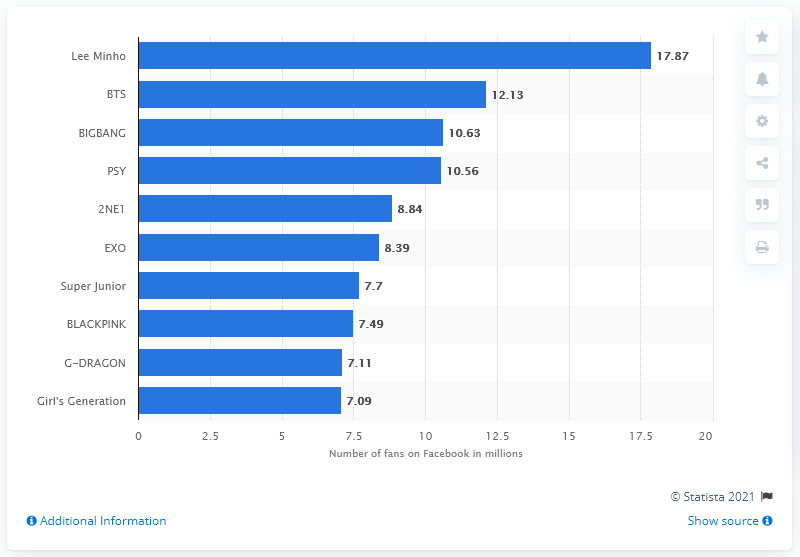 Lee Minho 17.87
BTS 12.13
BIGBANG 10.63
PSY 10.56
2NE1 8.84
EXO 8.39
Super Junior 7.7
BLACKPINK 7.49
G-DRAGON 7.11
Girl's Generation 7.09
0 2.5 5 7.5 10 12.5 15 17.5 20
Number of fans on Facebook in millions
© Statista 2021
Additional Information Show source